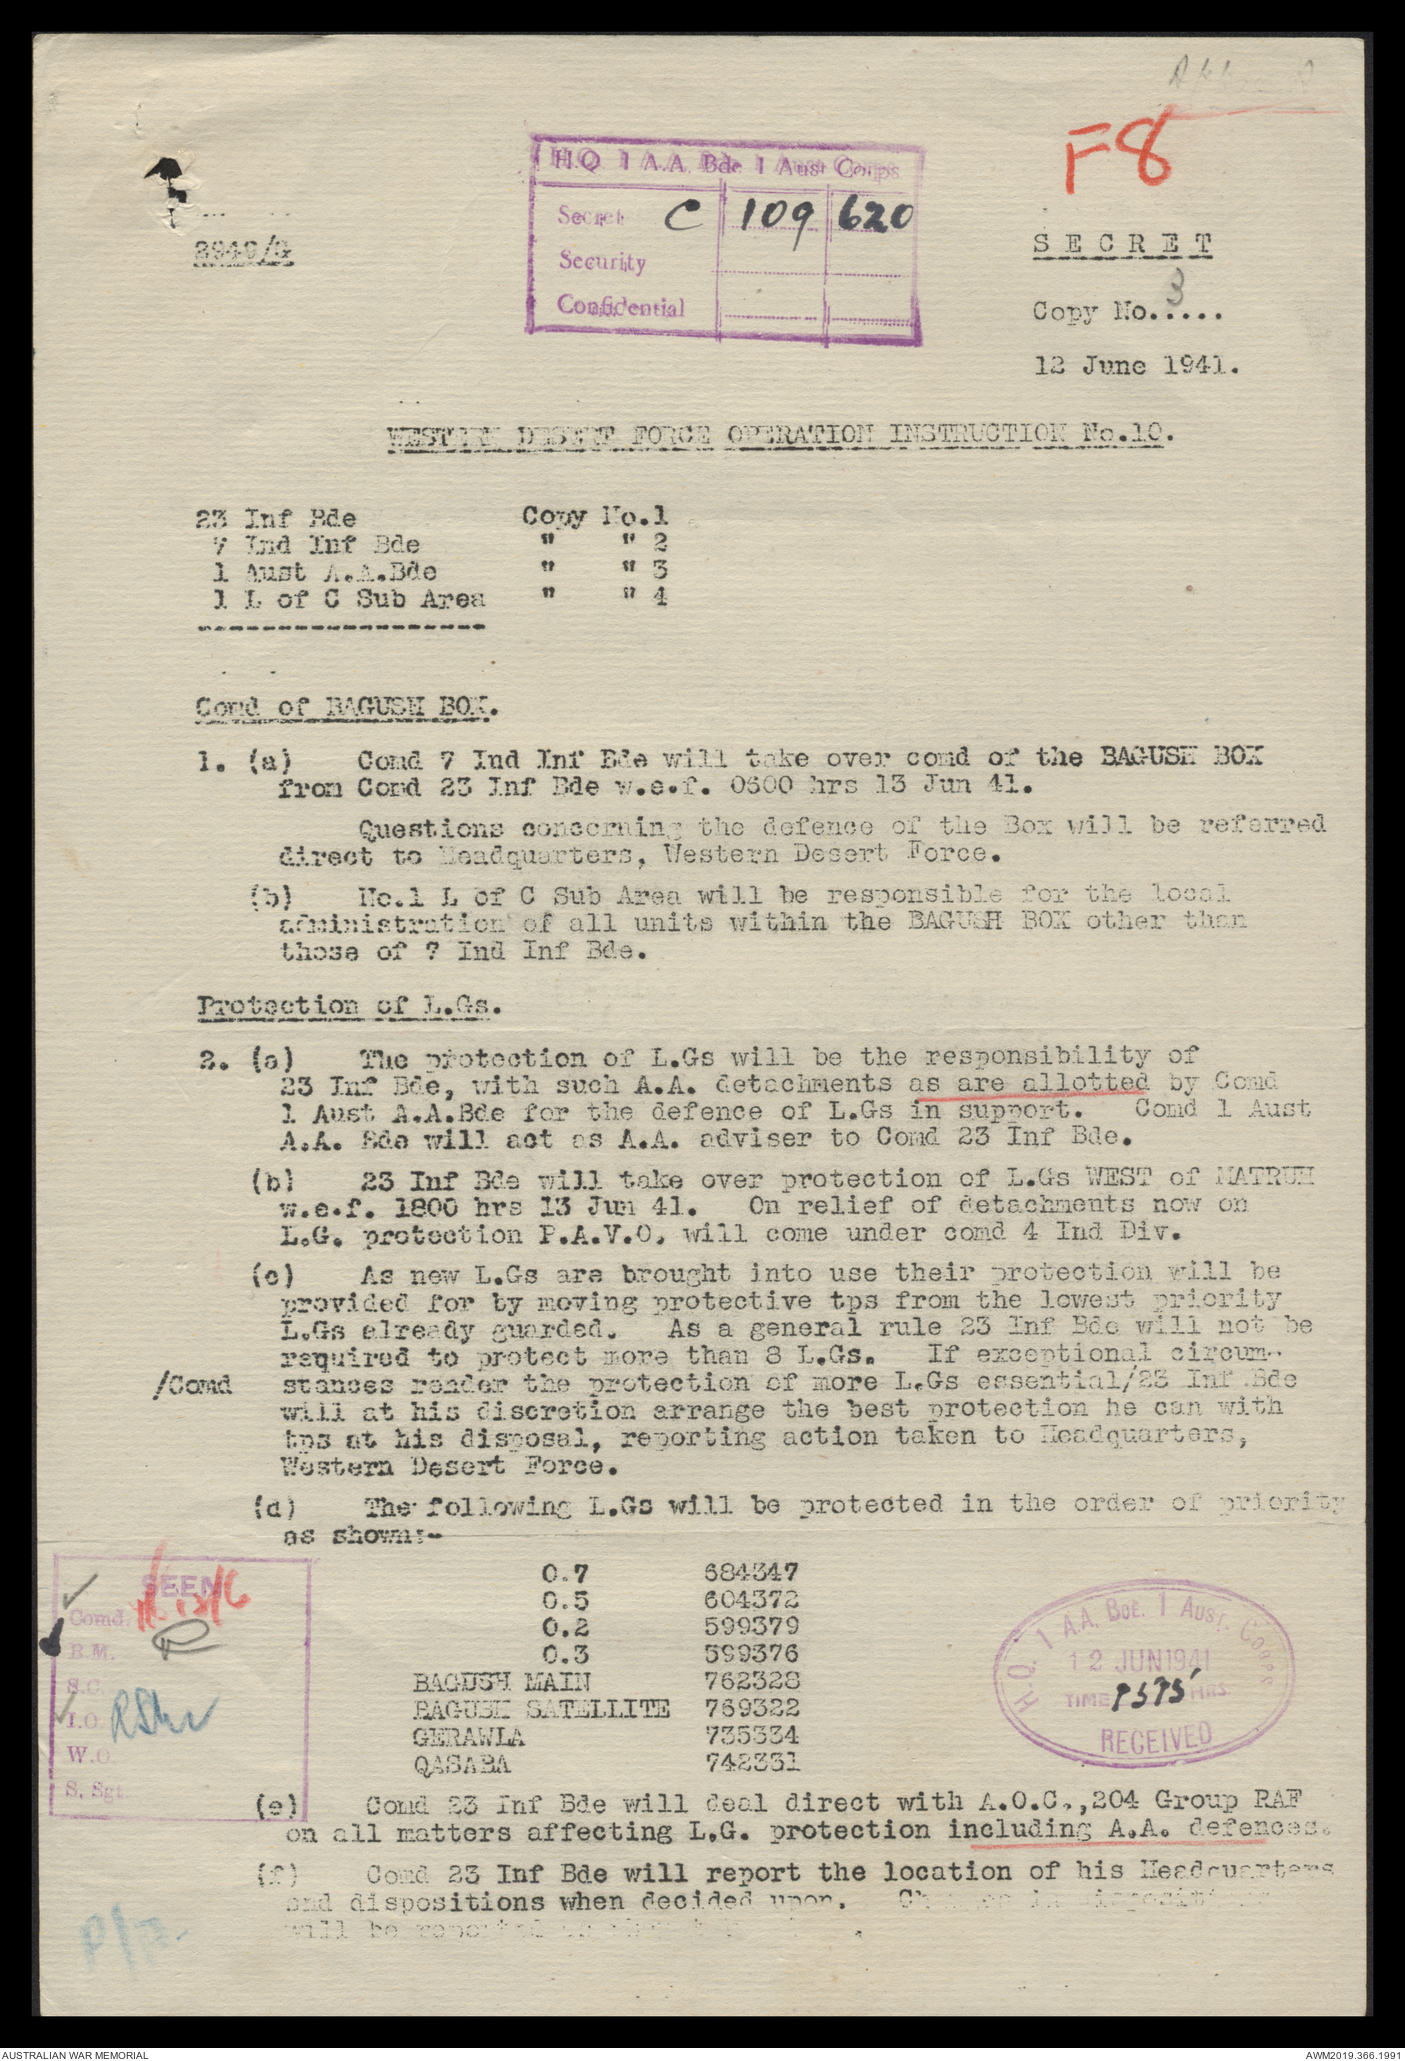 F8
H.Q 1 A.A. Bde 1 Aust Corps
Secret C 109 620
Security
Confidential
3949/G
S E C R E T
Copy No..3...
12 June 1941.
WESTERN DESERT FORCE OPERATION INSTRUCTION No.10.
23 Inf Bde Copy No.1
7 Ind Inf Bde " " 2
1 Aust A.A.Bde " " 3
1 L of C Sub Area " " 4
------------------
Comd of BAGUSH BOX.
1. (a) Comd 7 Ind Inf Bde will take over comd of the BAGUSH BOX
from Comd 23 Inf Bde w.e.f. 0600 hrs 13 Jun 41.
Questions concerning the defence of the Box will be referred
direct to Headquarters, Western Desert Force.
(b) No.1 L of C Sub Area will be responsible for the local
administration of all units within the BAGUSH BOX other than
those of 7 Ind Inf Bde.
Protection of L.Gs.
2. (a) The protection of L.Gs will be the responsibility of
23 Inf Bde, with such A.A. detachments as are allotted by Comd
1 Aust A.A.Bde for the defence of L.Gs in support. Comd 1 Aust
A.A. Bde will act as A.A. adviser to Comd 23 Inf Bde.
(b) 23 Inf Bde will take over protection of L.Gs WEST of MATRUH
w.e.f. 1800 hrs 13 Jun 41. On relief of detachments now on
L.G. protection P.A.V.O. will come under comd 4 Ind Div.
(c) As new L.Gs are brought into use their protection will be
provided for by moving protective tps from the lowest priority
L.Gs already guarded. As a general rule 23 Inf Bde will not be
required to protect more than 8 L.Gs. If exceptional circum-
/Comd stances render the protection of more L.Gs essential/23 Inf Bde
will at his discretion arrange the best protection he can with
tps at his disposal, reporting action taken to Headquarters,
Western Desert Force.
(d) The following L.Gs will be protected in the order of priority
as shown:-
0.7 684347
0.5 604372
0.2 599379
0.3 599376
BAGUSH MAIN 762328
BAGUSH SATELLITE 769322
GERAWLA 735334
QASABA 742331
SEEN
Comd.
B.M.
S.C.
I.O.
W.O.
S. Sgt.
H.Q. 1 A.A. Bde. 1 Aust. Corps
12 JUN 1941
TIME HRS.
RECEIVED
(e) Comd 23 Inf Bde will deal direct with A.O.C.,204 Group RAF
on all matters affecting L.G. protection including A.A. defences.
(f) Comd 23 Inf Bde will report the location of his Headquarters
and dispositions when decided upon. Changes in dispositions
will be reported
AUSTRALIAN WAR MEMORIAL AWM2019.366.1991